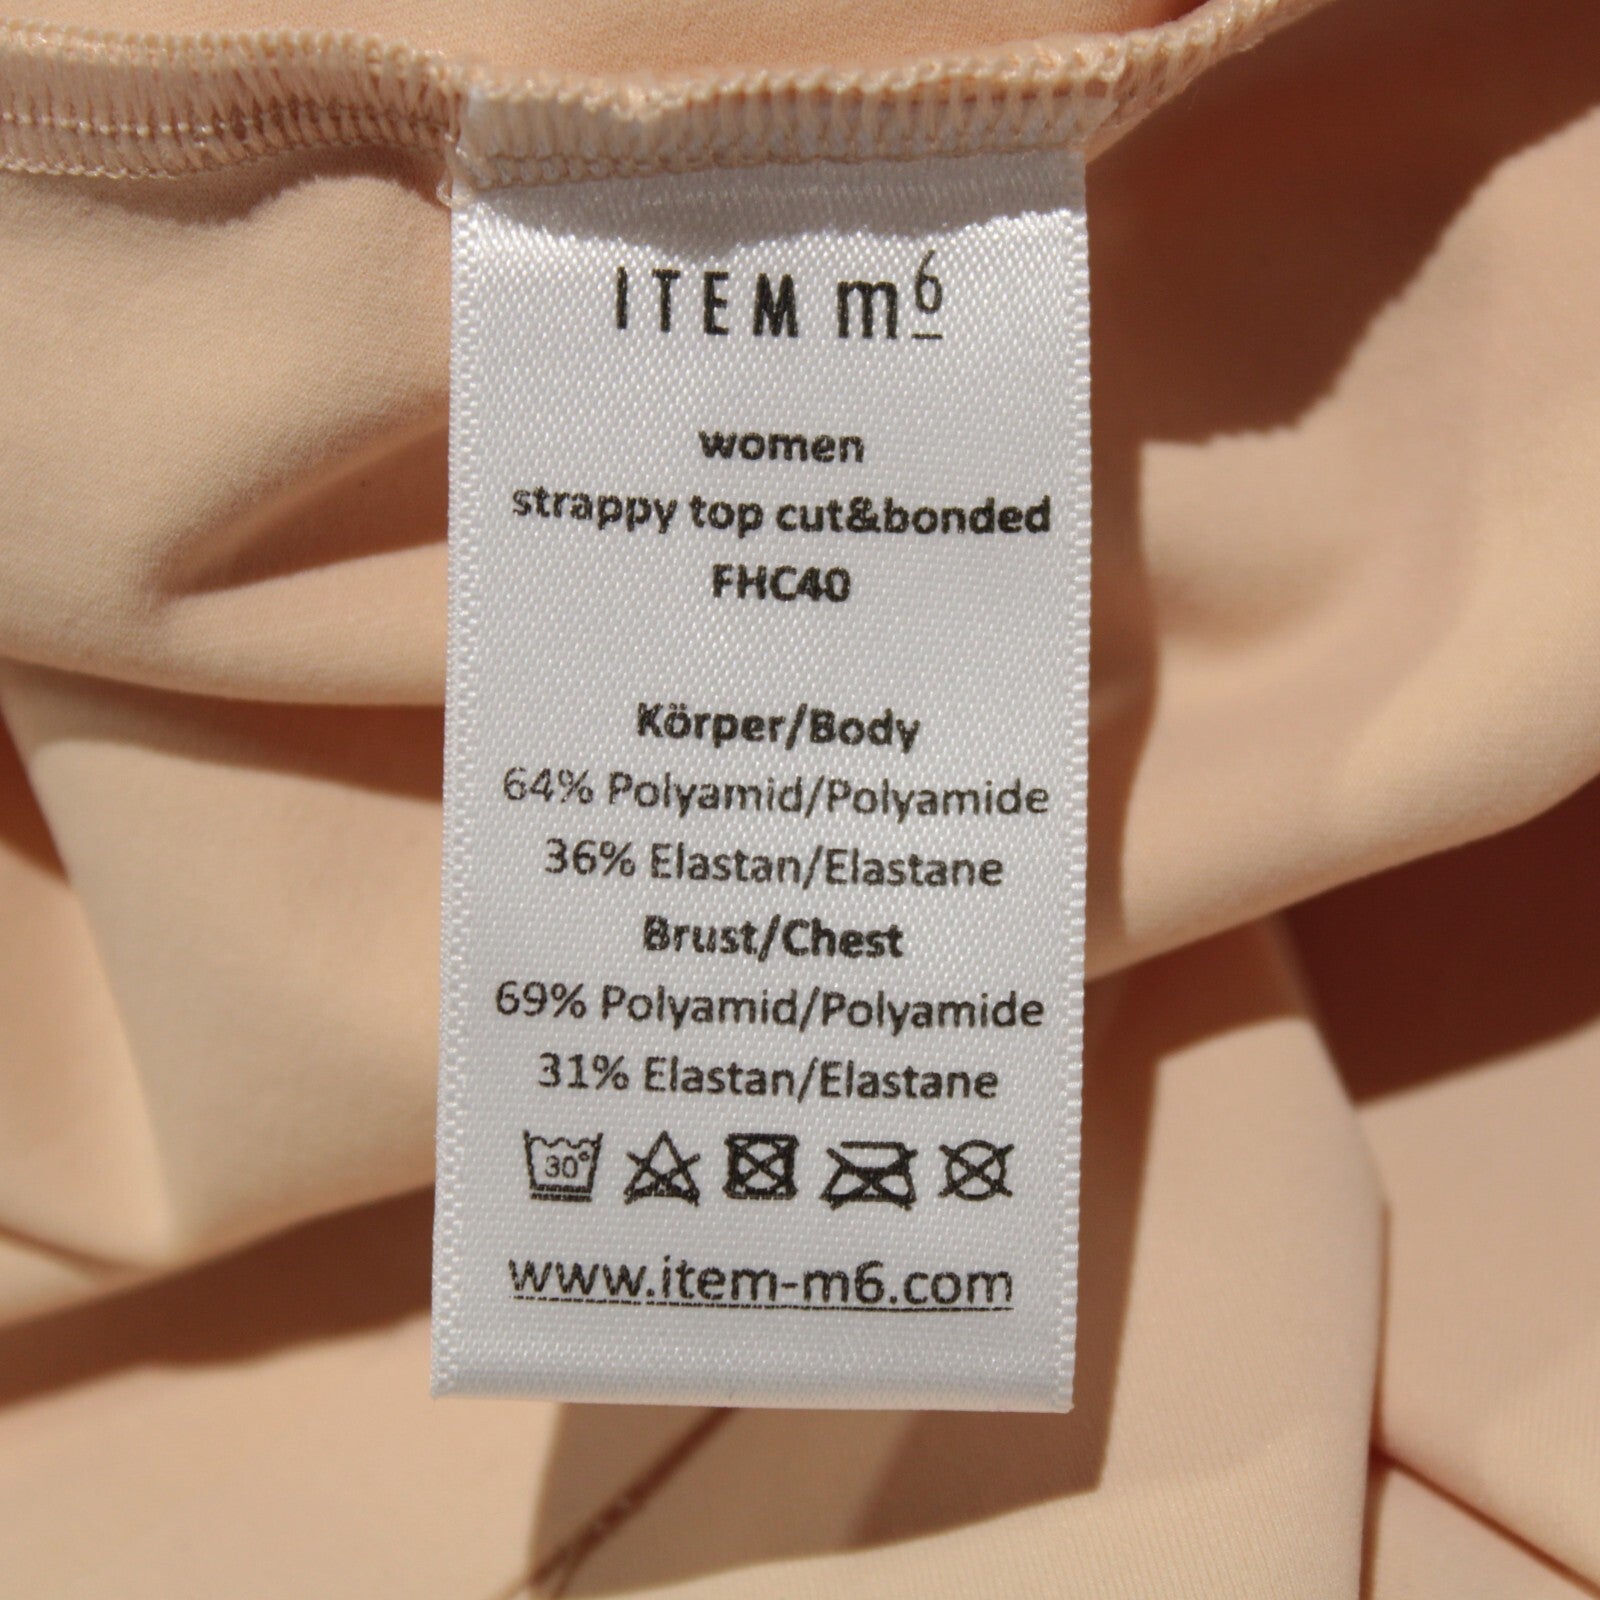 ITEM m6
women
strappy top cut&bonded
FHC40
Körper/Body
64% Polyamid/Polyamide
36% Elastan/Elastane
Brust/Chest
69% Polyamid/Polyamide
31% Elastan/Elastane
30°
www.item-m6.com